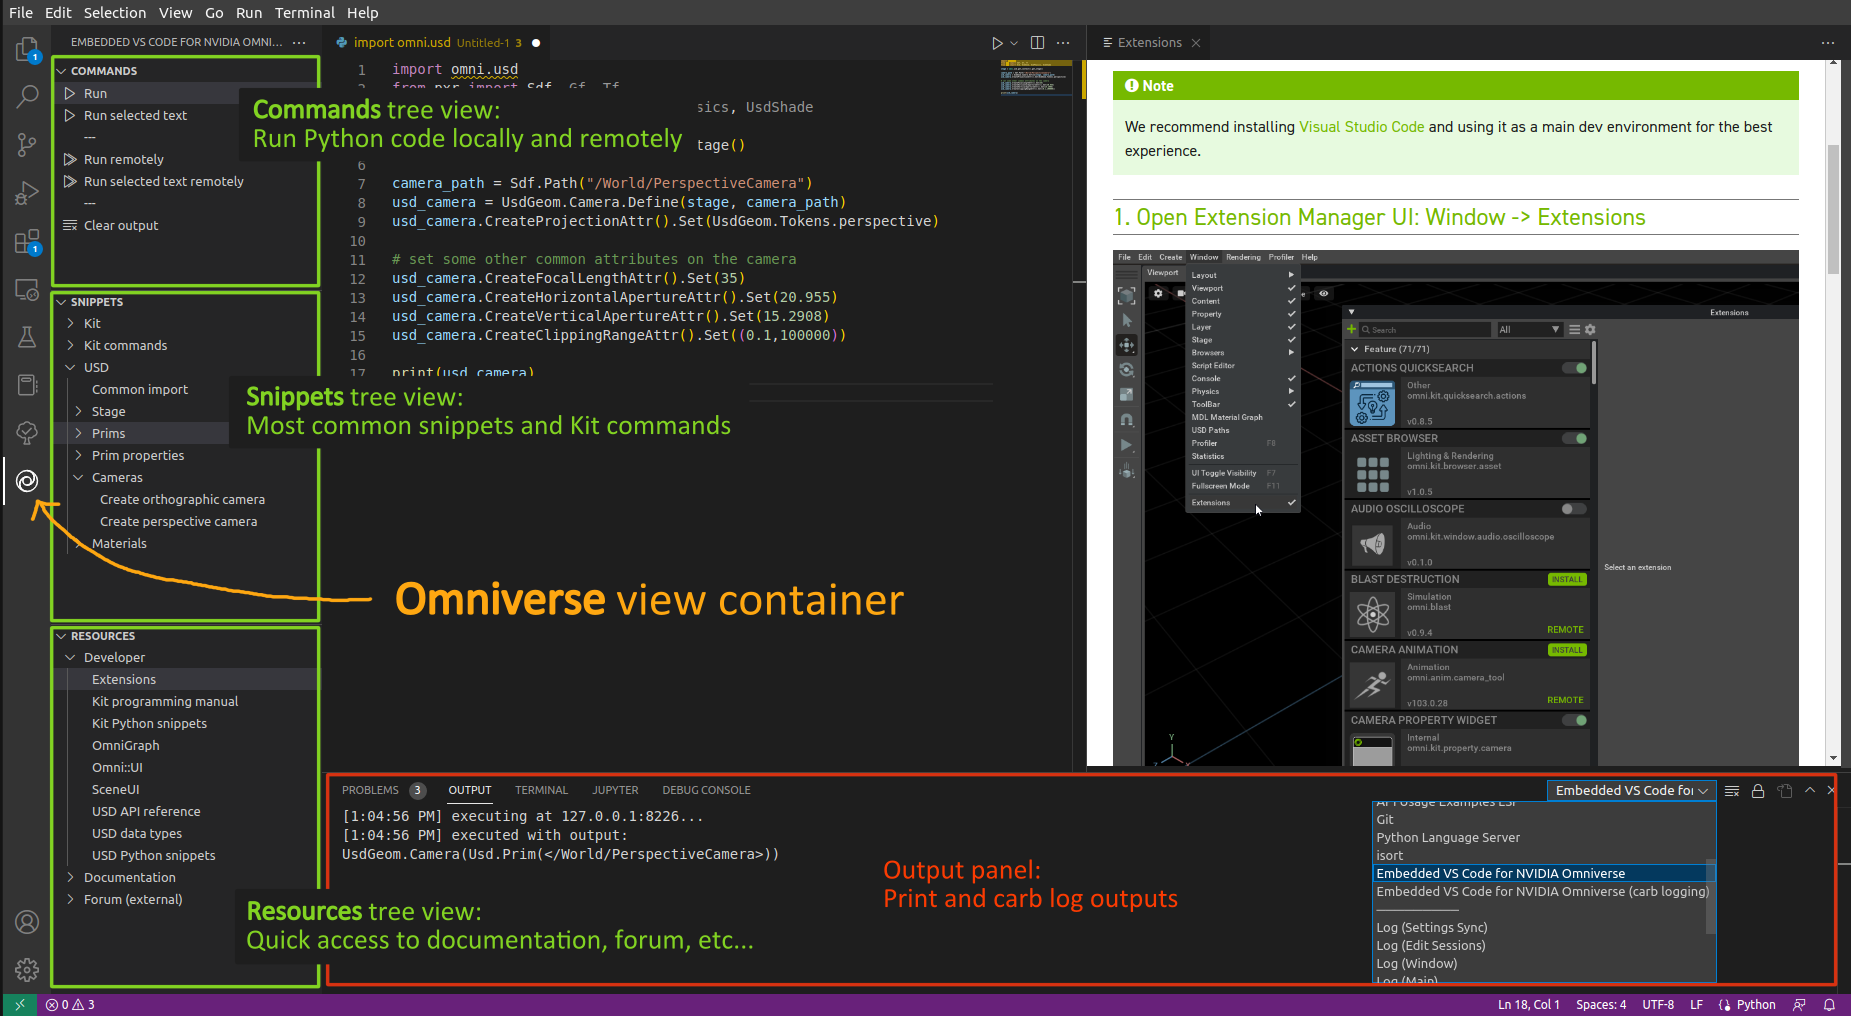 File Edit Selection View Go Run Terminal Help
EMBEDDED VS CODE FOR NVIDIA OMNI... ...
COMMANDS
Run
Run selected text
---
Run remotely
Run selected text remotely
---
Clear output
SNIPPETS
Kit
Kit commands
USD
Common import
Stage
Prims
Prim properties
Cameras
Create orthographic camera
Create perspective camera
Materials
RESOURCES
Developer
Extensions
Kit programming manual
Kit Python snippets
OmniGraph
Omni::UI
SceneUI
USD API reference
USD data types
USD Python snippets
Documentation
Forum (external)
Commands tree view:
Run Python code locally and remotely
Snippets tree view:
Most common snippets and Kit commands
Omniverse view container
Resources tree view:
Quick access to documentation, forum, etc...
import omni.usd Untitled-1 3
1 import omni.usd
from pxr import Sdf, Gf, Tf
sics, UsdShade
tage()
6
7 camera_path = Sdf.Path("/World/PerspectiveCamera")
8 usd_camera = UsdGeom.Camera.Define(stage, camera_path)
9 usd_camera.CreateProjectionAttr().Set(UsdGeom.Tokens.perspective)
10
11 # set some other common attributes on the camera
12 usd_camera.CreateFocalLengthAttr().Set(35)
13 usd_camera.CreateHorizontalApertureAttr().Set(20.955)
14 usd_camera.CreateVerticalApertureAttr().Set(15.2908)
15 usd_camera.CreateClippingRangeAttr().Set((0.1,100000))
16
17 print(usd_camera)
Extensions
Note
We recommend installing Visual Studio Code and using it as a main dev environment for the best
experience.
1. Open Extension Manager UI: Window -> Extensions
File Edit Create Window Rendering Profiler Help
Viewport
Layout
Viewport
Content
Property
Layer
Stage
Browsers
Script Editor
Console
Physics
ToolBar
MDL Material Graph
USD Paths
Profiler F8
Statistics
UI Toggle Visibility F7
Fullscreen Mode F11
Extensions
Extensions
Search All
Feature (71/71)
ACTIONS QUICKSEARCH
Other
omni.kit.quicksearch.actions
v0.8.5
ASSET BROWSER
Lighting & Rendering
omni.kit.browser.asset
v1.0.5
AUDIO OSCILLOSCOPE
Audio
omni.kit.window.audio.oscilloscope
v0.1.0
BLAST DESTRUCTION INSTALL
Simulation
omni.blast
v0.9.4 REMOTE
CAMERA ANIMATION INSTALL
Animation
omni.anim.camera_tool
v103.0.28 REMOTE
CAMERA PROPERTY WIDGET
Internal
omni.kit.property.camera
Select an extension
Y
PROBLEMS 3 OUTPUT TERMINAL JUPYTER DEBUG CONSOLE
[1:04:56 PM] executing at 127.0.0.1:8226...
[1:04:56 PM] executed with output:
UsdGeom.Camera(Usd.Prim(</World/PerspectiveCamera>))
Output panel:
Print and carb log outputs
Embedded VS Code for
Git
Python Language Server
isort
Embedded VS Code for NVIDIA Omniverse
Embedded VS Code for NVIDIA Omniverse (carb logging)
Log (Settings Sync)
Log (Edit Sessions)
Log (Window)
Log (Main)
0 3
Ln 18, Col 1 Spaces: 4 UTF-8 LF Python